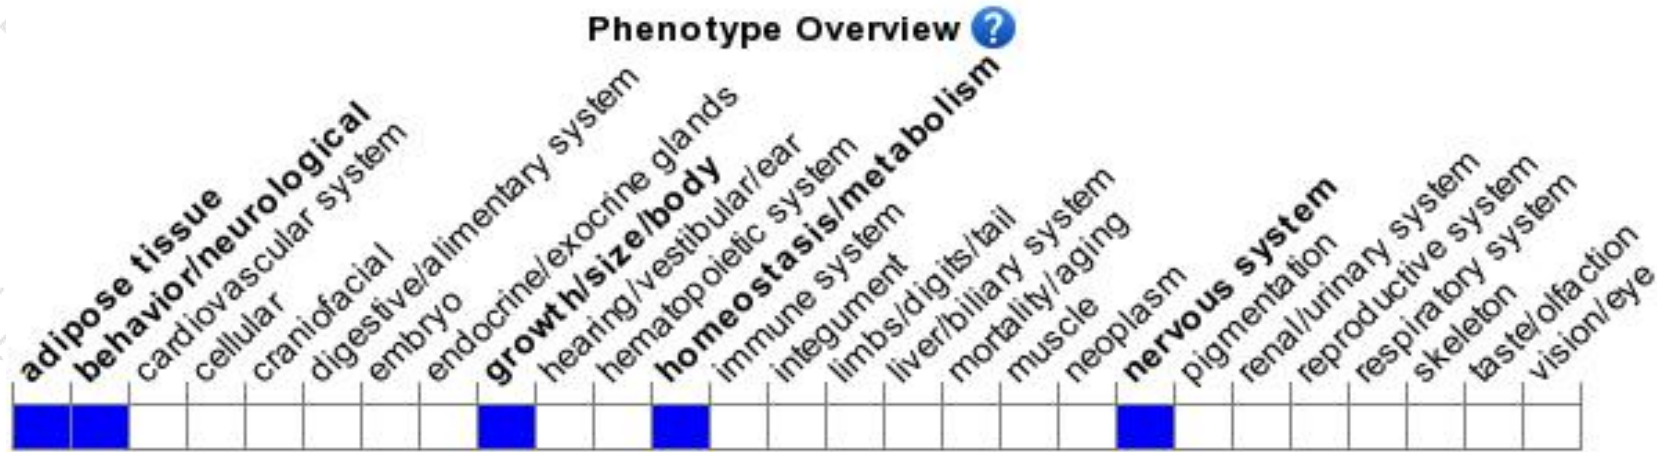 Phenotype Overview ?
adipose tissue
behavior/neurological
cardiovascular system
cellular
craniofacial
digestive/alimentary system
embryo
endocrine/exocrine glands
growth/size/body
hearing/vestibular/ear
hematopoietic system
homeostasis/metabolism
immune system
integument
limbs/digits/tail
liver/biliary system
mortality/aging
muscle
neoplasm
nervous system
pigmentation
renal/urinary system
reproductive system
respiratory system
skeleton
taste/olfaction
vision/eye